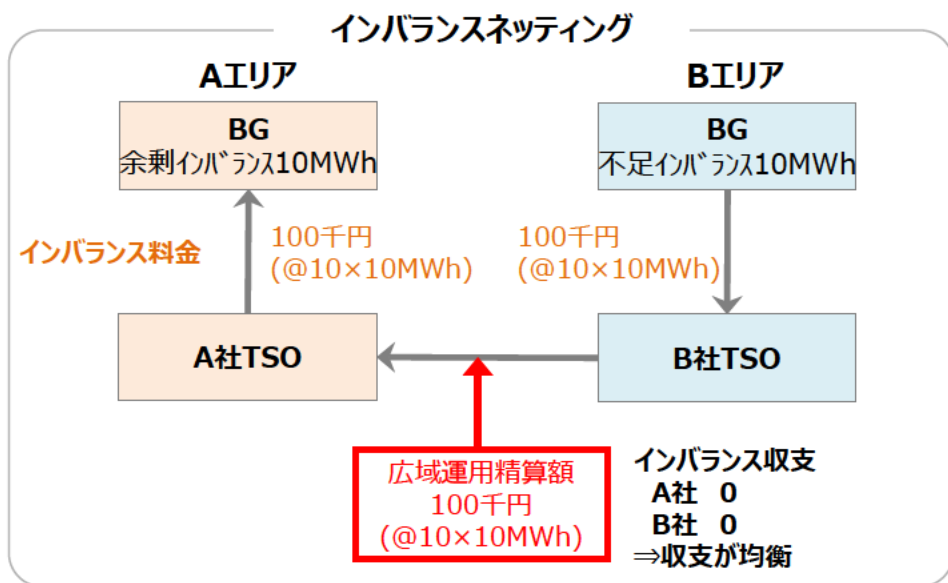 インバランスネッティング
Aエリア
Bエリア
BG
余剰インバランス10MWh
BG
不足インバランス10MWh
インバランス料金
100千円
(@10×10MWh)
100千円
(@10×10MWh)
A社TSO
B社TSO
広域運用精算額
100千円
(@10×10MWh)
インバランス収支
A社 0
B社 0
⇒収支が均衡